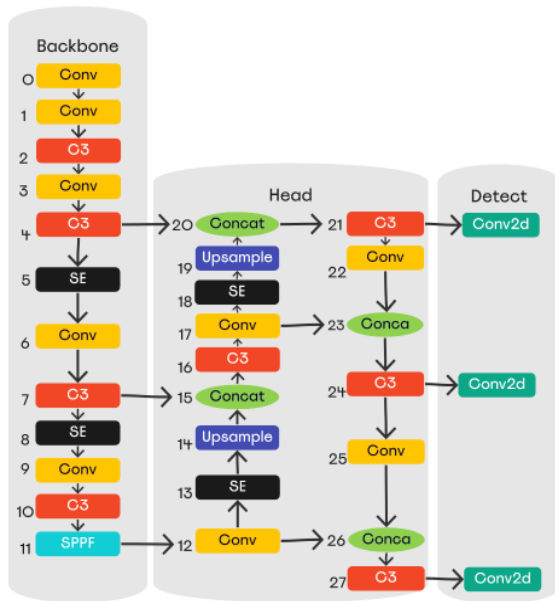 Backbone
0 Conv
1 Conv
2 C3
3 Conv
4 C3
5 SE
6 Conv
7 C3
8 SE
9 Conv
10 C3
11 SPPF
Head
20 Concat
19 Upsample
18 SE
17 Conv
16 C3
15 Concat
14 Upsample
13 SE
12 Conv
21 C3
22 Conv
23 Conca
24 C3
25 Conv
26 Conca
27 C3
Detect
Conv2d
Conv2d
Conv2d